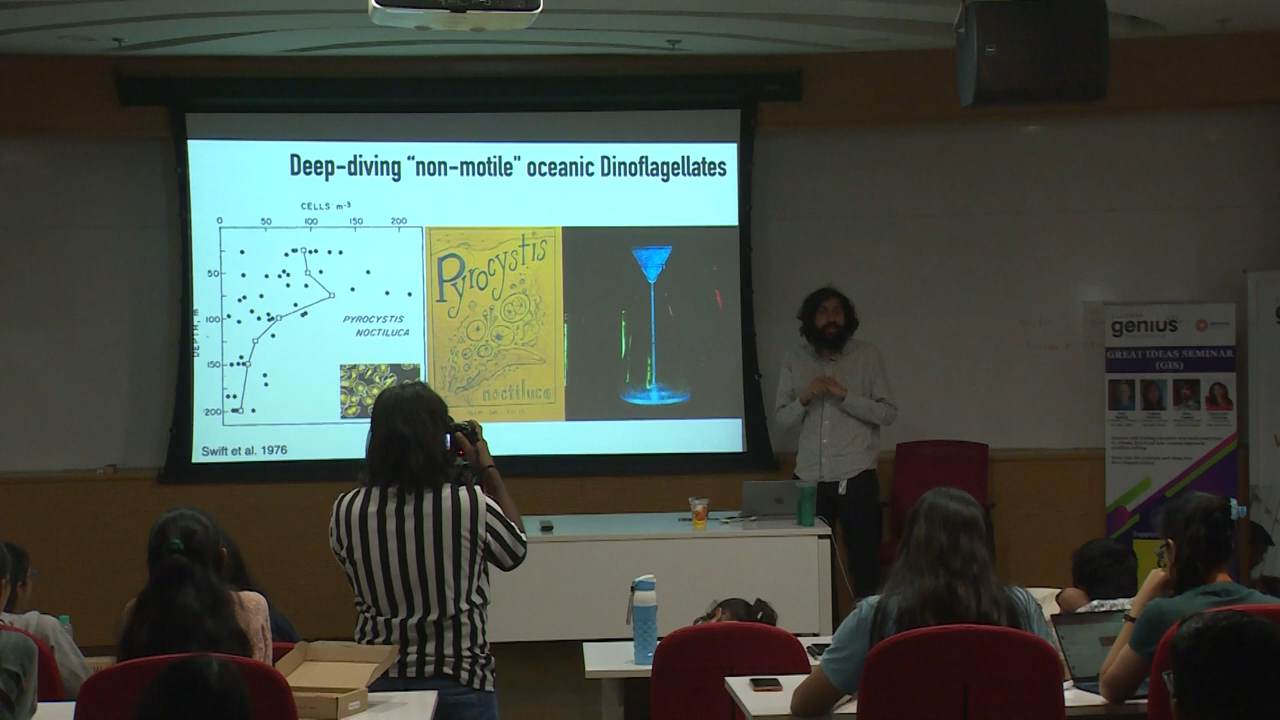 Deep-diving “non-motile" oceanic Dinoflagellates
CELLS m-3
0 50 100 150 200
50
100
150
200
DEPTH, m
PYROCYSTIS
NOCTILUCA
Swift et al. 1976
Pyrocystis
noctiluca
genius
GREAT IDEAS SEMINAR
(GIS)